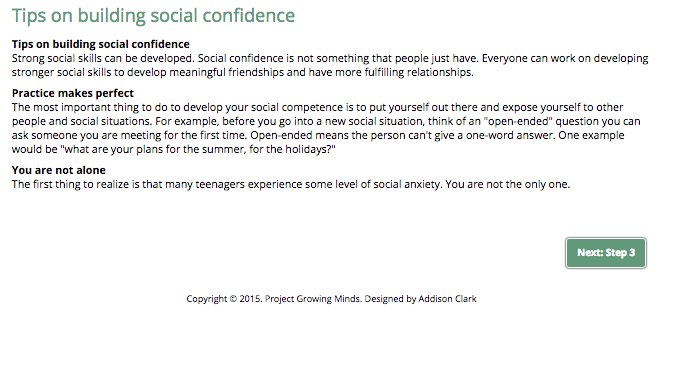 Tips on building social confidence
Tips on building social confidence
Strong social skills can be developed. Social confidence is not something that people just have. Everyone can work on developing
stronger social skills to develop meaningful friendships and have more fulfilling relationships.
Practice makes perfect
The most important thing to do to develop your social competence is to put yourself out there and expose yourself to other
people and social situations. For example, before you go into a new social situation, think of an "open-ended" question you can
ask someone you are meeting for the first time. Open-ended means the person can't give a one-word answer. One example
would be "what are your plans for the summer, for the holidays?"
You are not alone
The first thing to realize is that many teenagers experience some level of social anxiety. You are not the only one.
Next: Step 3
Copyright © 2015. Project Growing Minds. Designed by Addison Clark